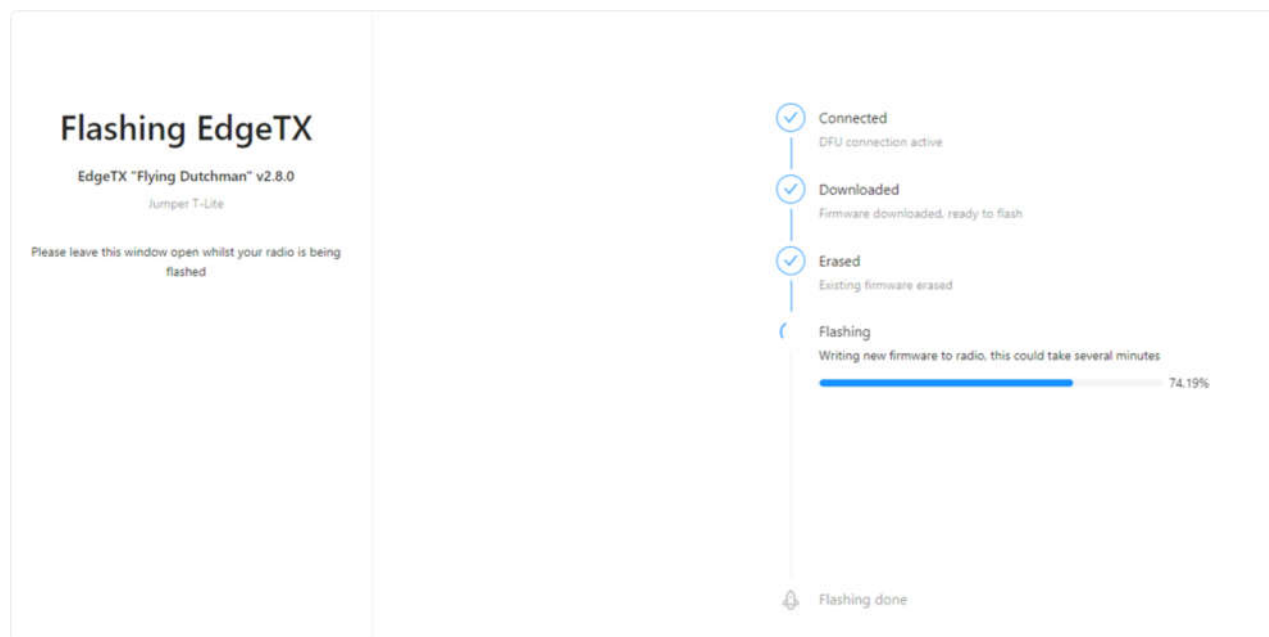 Flashing EdgeTX
EdgeTX "Flying Dutchman" v2.8.0
Jumper T-Lite
Please leave this window open whilst your radio is being
flashed
Connected
DFU connection active
Downloaded
Firmware downloaded, ready to flash
Erased
Existing firmware erased
Flashing
Writing new firmware to radio, this could take several minutes
74.19%
Flashing done